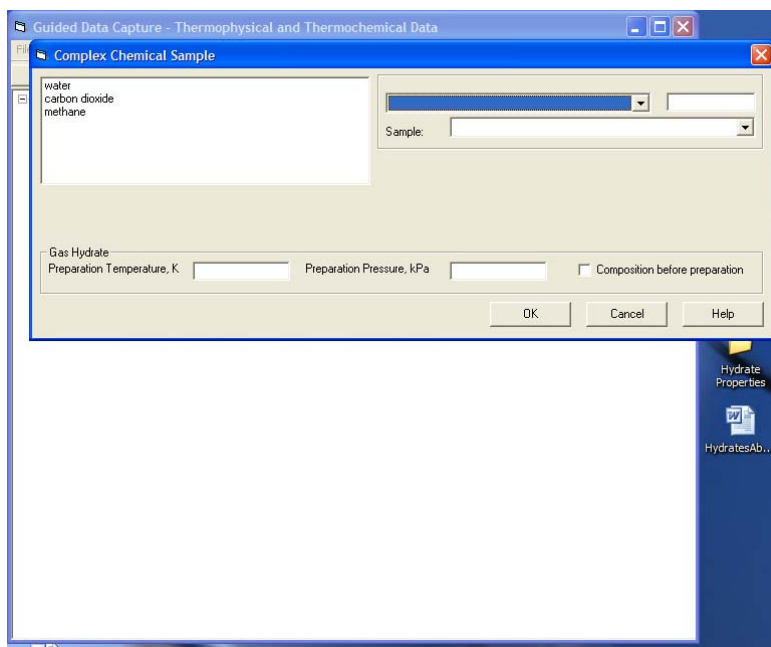 Guided Data Capture - Thermophysical and Thermochemical Data
Fil
Complex Chemical Sample
water
carbon dioxide
methane
Sample:
Gas Hydrate
Preparation Temperature, K
Preparation Pressure, kPa
Composition before preparation
OK
Cancel
Help
Hydrate
Properties
HydratesAb...